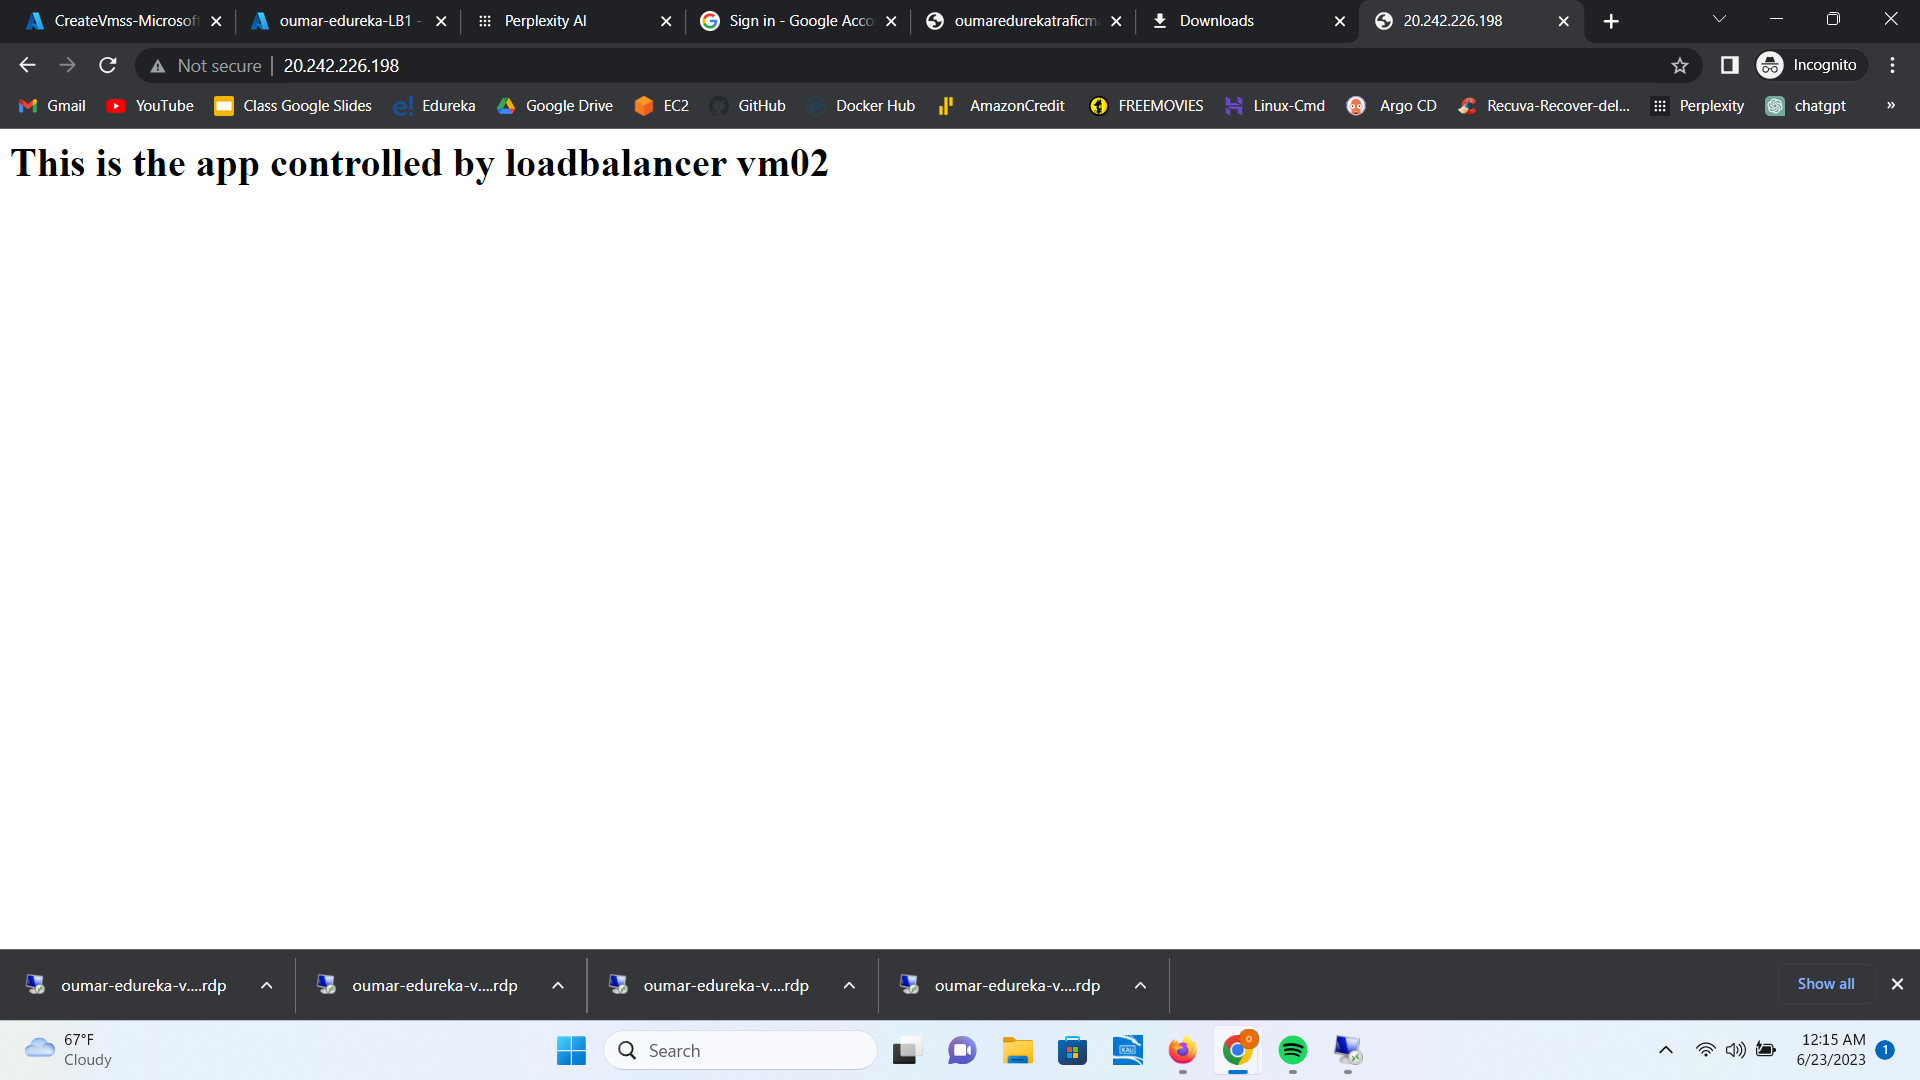 CreateVmss-Microsoft
oumar-edureka-LB1 -
Perplexity AI
Sign in - Google Acco
oumaredurekatraficma
Downloads
20.242.226.198
Not secure
20.242.226.198
Incognito
Gmail
YouTube
Class Google Slides
Edureka
Google Drive
EC2
GitHub
Docker Hub
AmazonCredit
FREEMOVIES
Linux-Cmd
Argo CD
Recuva-Recover-del...
Perplexity
chatgpt
»
This is the app controlled by loadbalancer vm02
oumar-edureka-v....rdp
oumar-edureka-v....rdp
oumar-edureka-v....rdp
oumar-edureka-v....rdp
Show all
67°F
Cloudy
Search
12:15 AM
6/23/2023
1